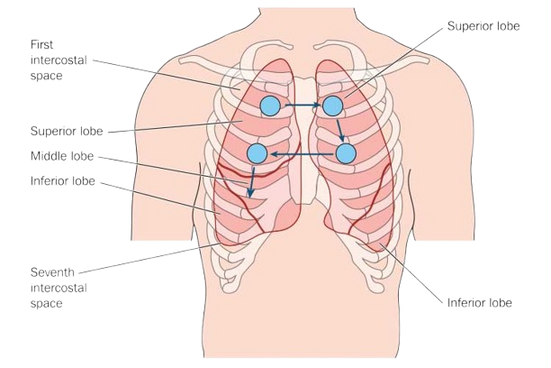 Superior lobe
First
intercostal
space
Superior lobe
Middle lobe
Inferior lobe
Seventh
intercostal
space
Inferior lobe